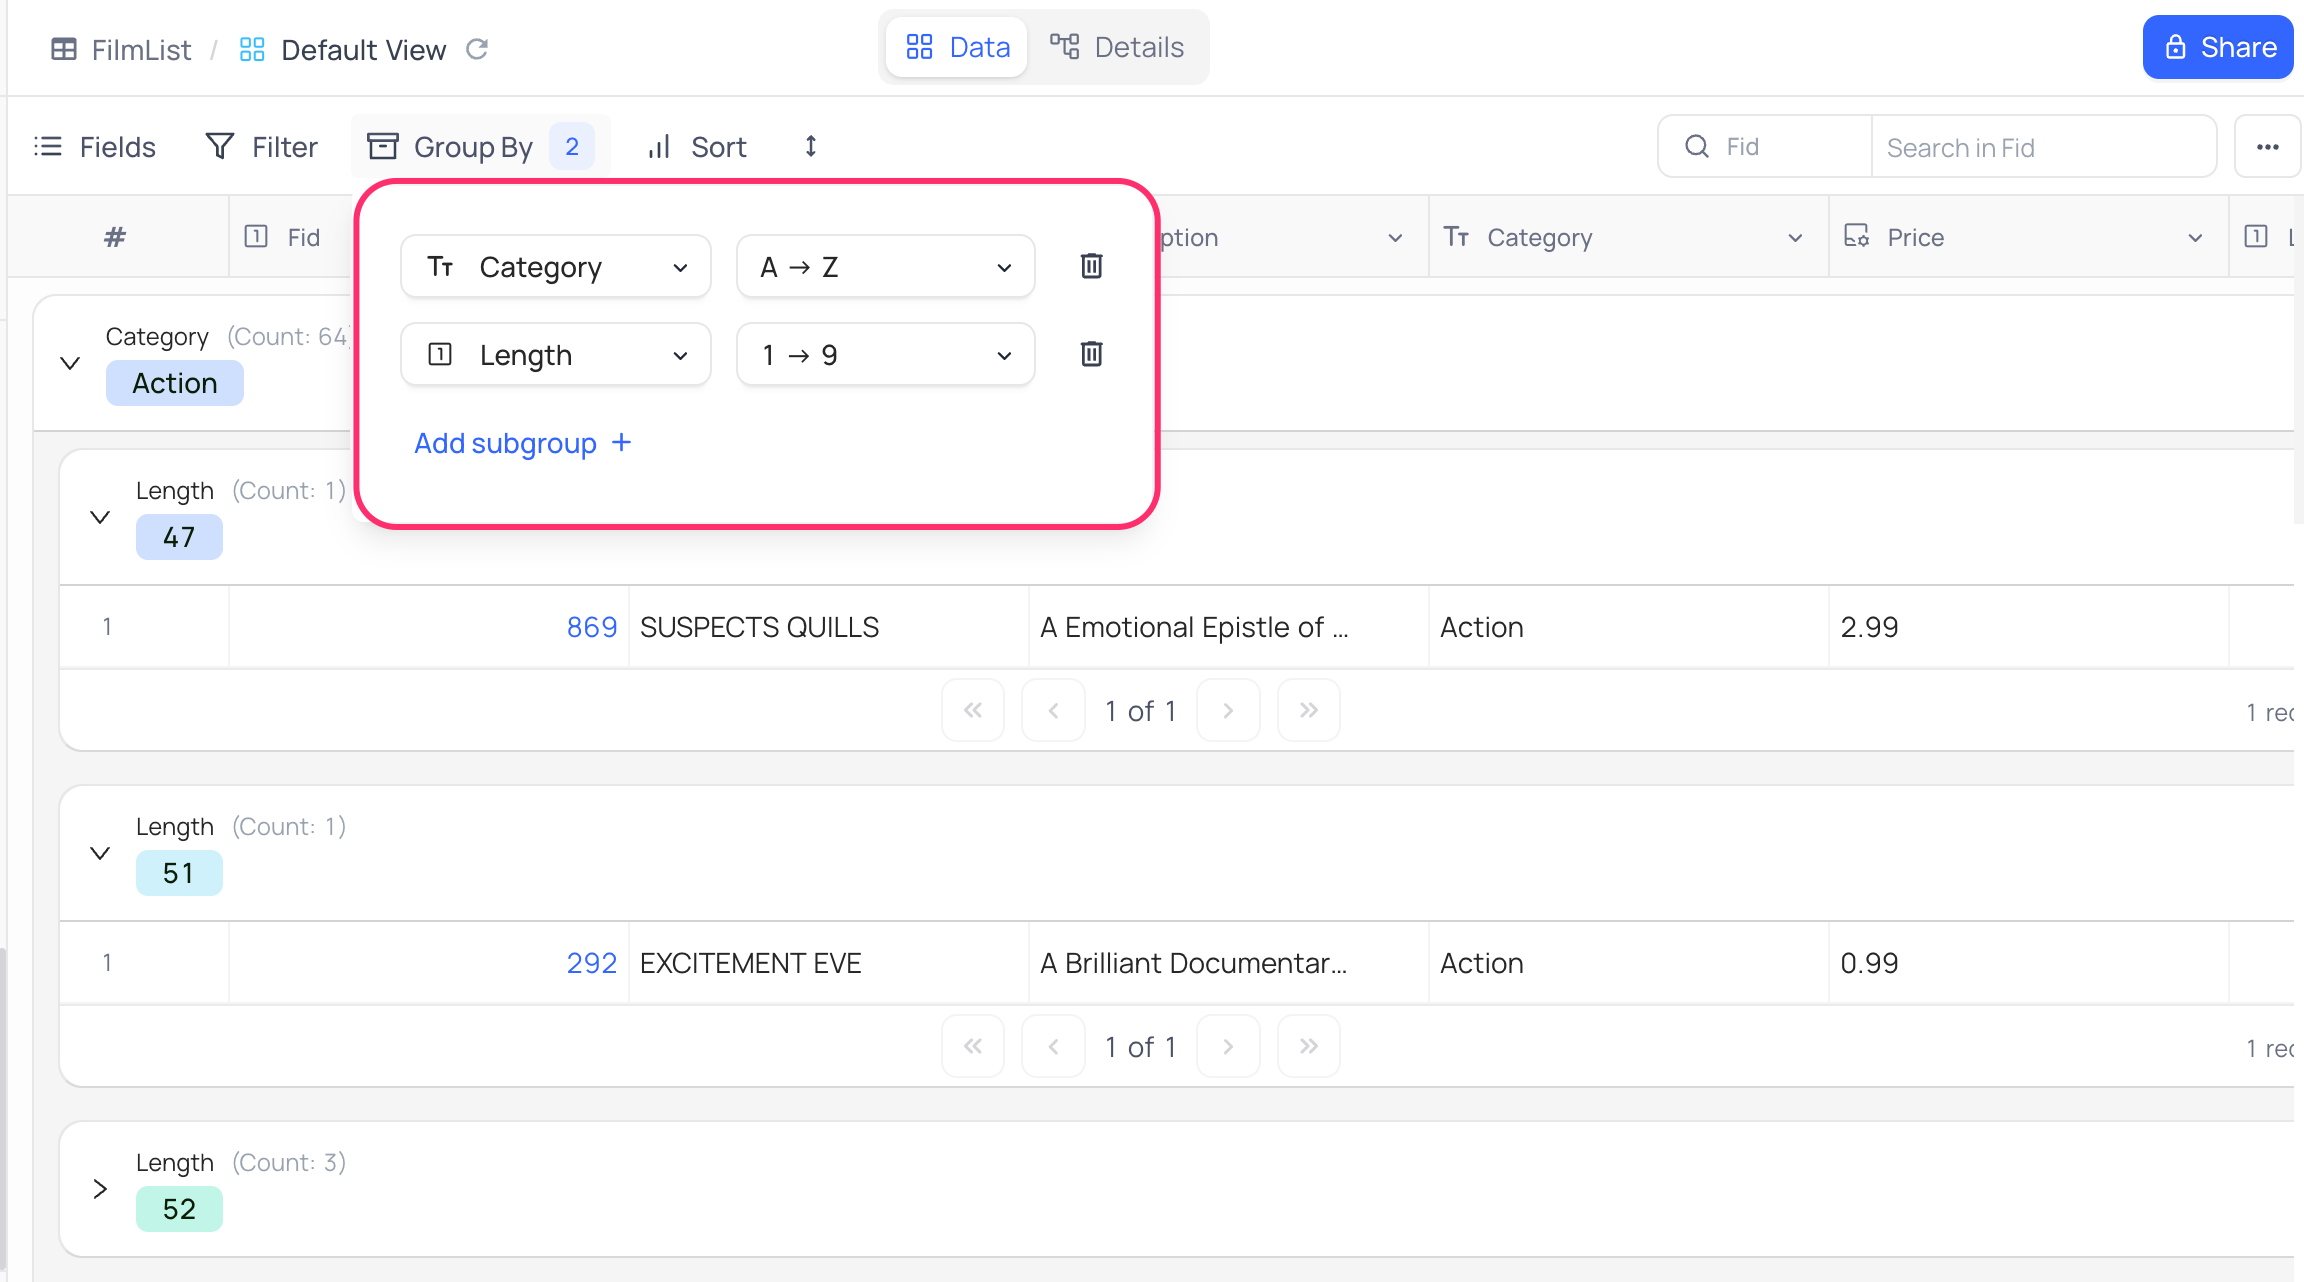 FilmList / Default View
Data
Details
Share
Fields
Filter
Group By 2
Sort
Fid
Search in Fid
# Fid ption Category Price
Category A → Z
Length 1 → 9
Add subgroup +
Category (Count: 64)
Action
Length (Count: 1)
47
1 869 SUSPECTS QUILLS A Emotional Epistle of ... Action 2.99
1 of 1
1 rec
Length (Count: 1)
51
1 292 EXCITEMENT EVE A Brilliant Documentar... Action 0.99
1 of 1
1 rec
Length (Count: 3)
52